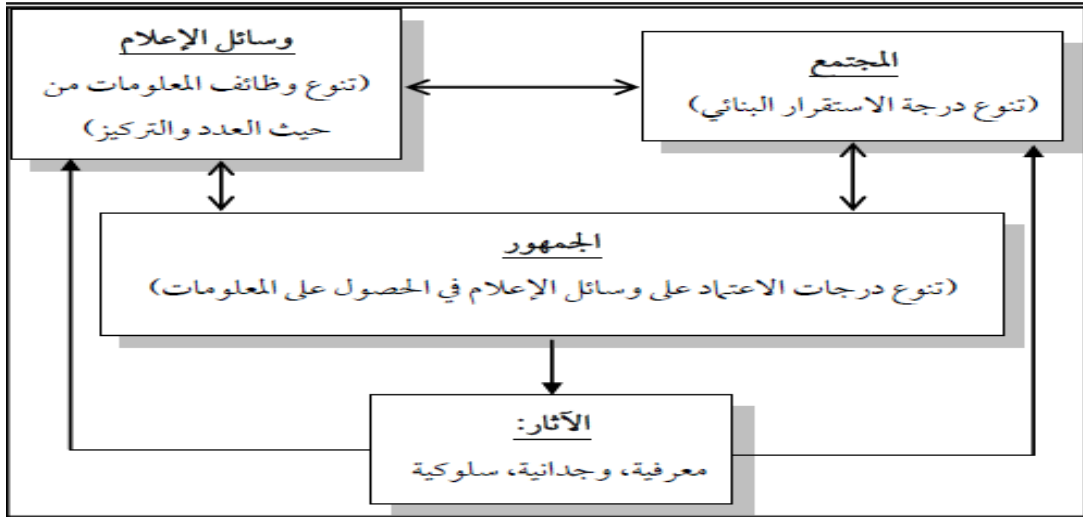 المجتمع
(تنوع درجة الاستقرار البنائي)
وسائل الإعلام
(تنوع وظائف المعلومات من
حيث العدد والتركيز)
الجمهور
(تنوع درجات الاعتماد على وسائل الإعلام في الحصول على المعلومات)
الآثار:
معرفية، وجدانية، سلوكية